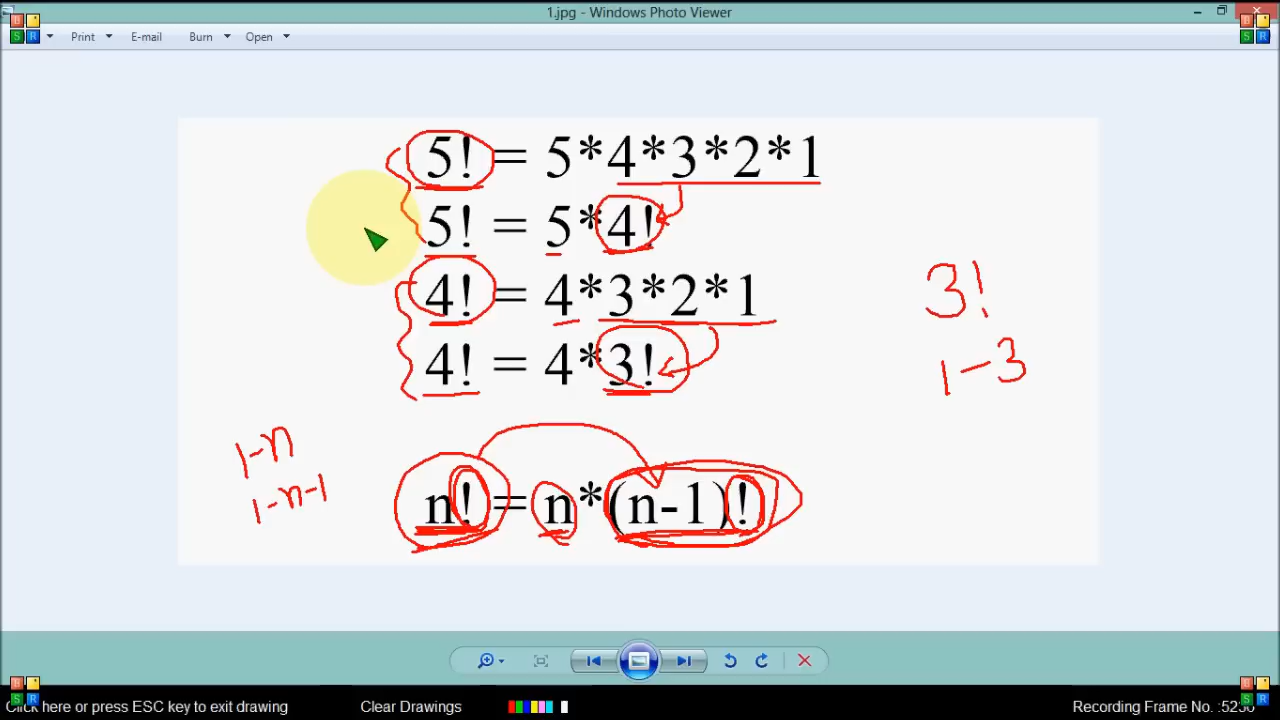 1.jpg - Windows Photo Viewer
Print E-mail Burn Open
5! = 5*4*3*2*1
5! = 5*4!
4! = 4*3*2*1
4! = 4*3!
n! = n*(n-1)!
3!
1-3
1-n
1-n-1
B S R
B S R
B S R
B S R
Click here or press ESC key to exit drawing Clear Drawings Recording Frame No. :5236